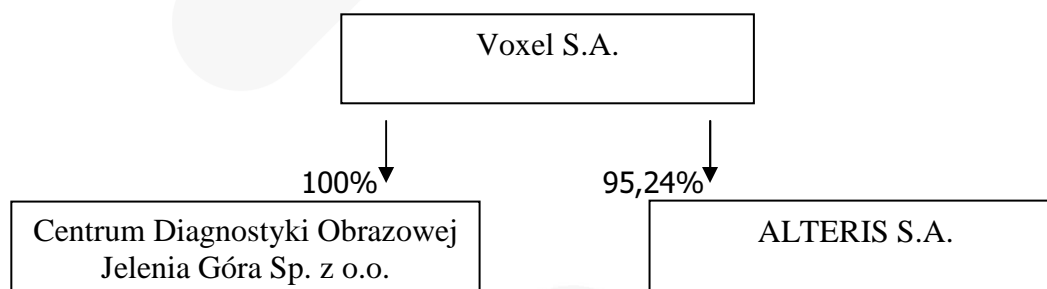 Voxel S.A.
100%
95,24%
Centrum Diagnostyki Obrazowej
Jelenia Góra Sp. z o.o.
ALTERIS S.A.